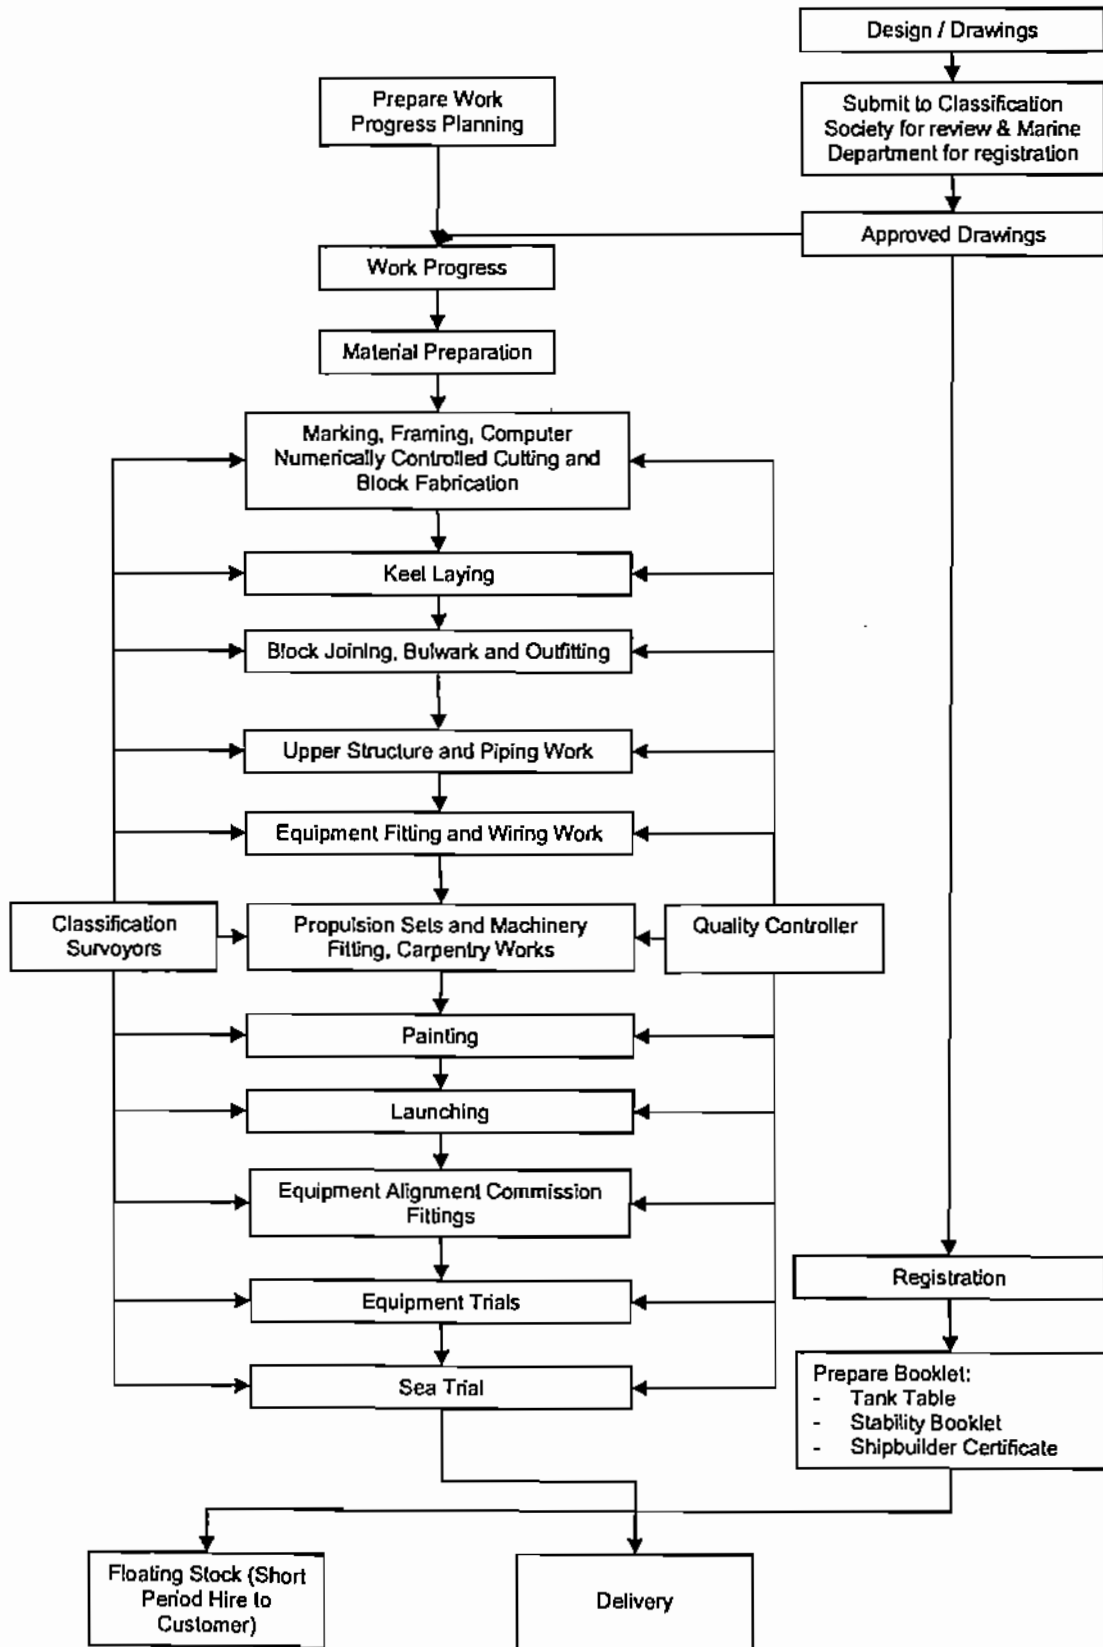 Design / Drawings
Prepare Work
Progress Planning
Submit to Classification
Society for review & Marine
Department for registration
Approved Drawings
Work Progress
Material Preparation
Marking, Framing, Computer
Numerically Controlled Cutting and
Block Fabrication
Keel Laying
Block Joining, Bulwark and Outfitting
Upper Structure and Piping Work
Equipment Fitting and Wiring Work
Classification
Survoyors
Propulsion Sets and Machinery
Fitting, Carpentry Works
Quality Controller
Painting
Launching
Equipment Alignment Commission
Fittings
Registration
Equipment Trials
Prepare Booklet:
- Tank Table
- Stability Booklet
- Shipbuilder Certificate
Sea Trial
Floating Stock (Short
Period Hire to
Customer)
Delivery